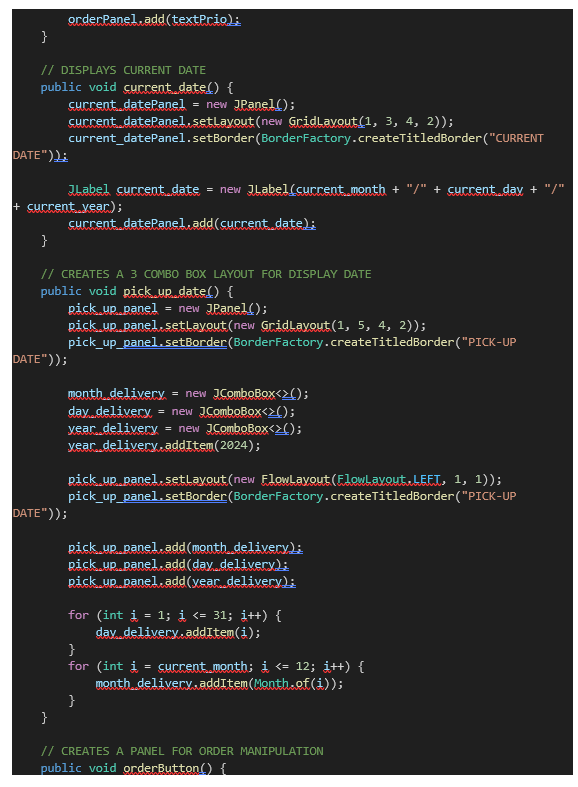 orderPanel.add(textPrio);
}
// DISPLAYS CURRENT DATE
public void current_date() {
current_datePanel = new JPanel();
current_datePanel.setLayout(new GridLayout(1, 3, 4, 2));
current_datePanel.setBorder(BorderFactory.createTitledBorder("CURRENT
DATE"));
JLabel current_date = new JLabel(current_month + "/" + current_day + "/"
+ current_year);
current_datePanel.add(current_date);
}
// CREATES A 3 COMBO BOX LAYOUT FOR DISPLAY DATE
public void pick_up_date() {
pick_up_panel = new JPanel();
pick_up_panel.setLayout(new GridLayout(1, 5, 4, 2));
pick_up_panel.setBorder(BorderFactory.createTitledBorder("PICK-UP
DATE"));
month_delivery = new JComboBox<>();
day_delivery = new JComboBox<>();
year_delivery = new JComboBox<>();
year_delivery.addItem(2024);
pick_up_panel.setLayout(new FlowLayout(FlowLayout.LEFT, 1, 1));
pick_up_panel.setBorder(BorderFactory.createTitledBorder("PICK-UP
DATE"));
pick_up_panel.add(month_delivery);
pick_up_panel.add(day_delivery);
pick_up_panel.add(year_delivery);
for (int i = 1; i <= 31; i++) {
day_delivery.addItem(i);
}
for (int i = current_month; i <= 12; i++) {
month_delivery.addItem(Month.of(i));
}
}
// CREATES A PANEL FOR ORDER MANIPULATION
public void orderButton() {